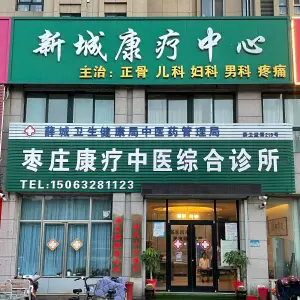 新城康疗中心
主治：正骨 儿科 妇科 男科 疼痛
薛城卫生健康局中医药管理局
枣庄康疗中医综合诊所
TEL:15063281123